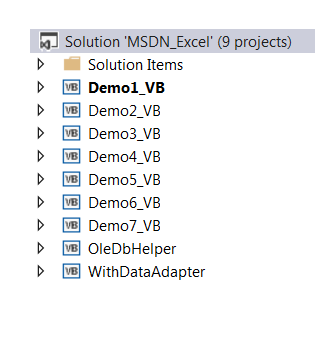 Solution 'MSDN_Excel' (9 projects)
Solution Items
VB Demo1_VB
VB Demo2_VB
VB Demo3_VB
VB Demo4_VB
VB Demo5_VB
VB Demo6_VB
VB Demo7_VB
VB OleDbHelper
VB WithDataAdapter